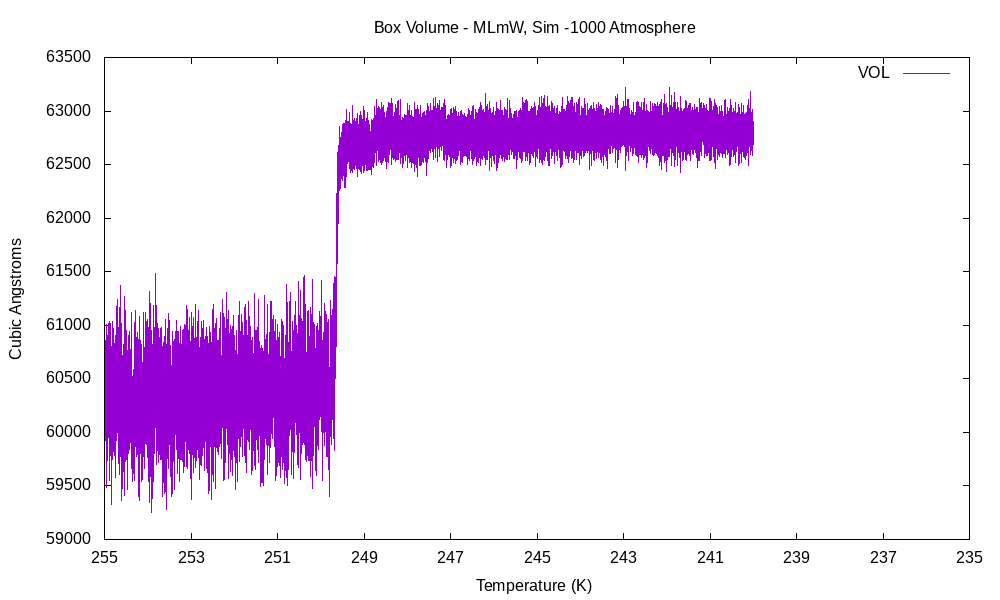 Box Volume - MLmW, Sim -1000 Atmosphere
VOL
63500
63000
62500
62000
61500
61000
60500
60000
59500
59000
Cubic Angstroms
255 253 251 249 247 245 243 241 239 237 235
Temperature (K)